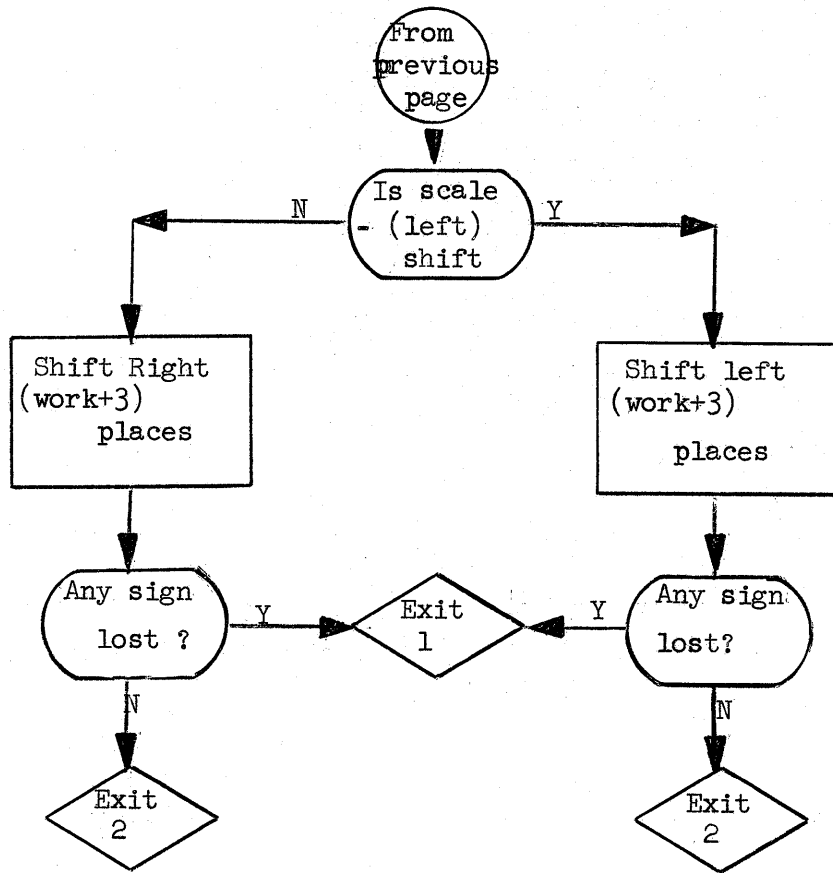 From
previous
page
Is scale
- (left)
shift
N
Y
Shift Right
(work+3)
places
Shift left
(work+3)
places
Any sign
lost ?
Y
Exit
1
Y
Any sign
lost?
N
N
Exit
2
Exit
2